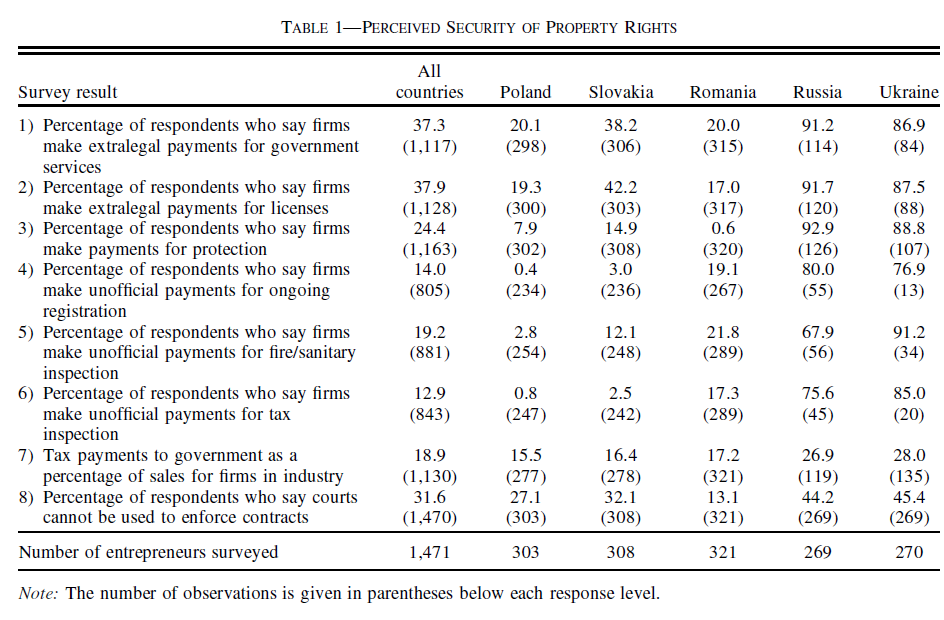 TABLE 1—PERCEIVED SECURITY OF PROPERTY RIGHTS
All
Survey result countries Poland Slovakia Romania Russia Ukraine
1) Percentage of respondents who say firms 37.3 20.1 38.2 20.0 91.2 86.9
make extralegal payments for government (1,117) (298) (306) (315) (114) (84)
services
2) Percentage of respondents who say firms 37.9 19.3 42.2 17.0 91.7 87.5
make extralegal payments for licenses (1,128) (300) (303) (317) (120) (88)
3) Percentage of respondents who say firms 24.4 7.9 14.9 0.6 92.9 88.8
make payments for protection (1,163) (302) (308) (320) (126) (107)
4) Percentage of respondents who say firms 14.0 0.4 3.0 19.1 80.0 76.9
make unofficial payments for ongoing (805) (234) (236) (267) (55) (13)
registration
5) Percentage of respondents who say firms 19.2 2.8 12.1 21.8 67.9 91.2
make unofficial payments for fire/sanitary (881) (254) (248) (289) (56) (34)
inspection
6) Percentage of respondents who say firms 12.9 0.8 2.5 17.3 75.6 85.0
make unofficial payments for tax (843) (247) (242) (289) (45) (20)
inspection
7) Tax payments to government as a 18.9 15.5 16.4 17.2 26.9 28.0
percentage of sales for firms in industry (1,130) (277) (278) (321) (119) (135)
8) Percentage of respondents who say courts 31.6 27.1 32.1 13.1 44.2 45.4
cannot be used to enforce contracts (1,470) (303) (308) (321) (269) (269)
Number of entrepreneurs surveyed 1,471 303 308 321 269 270
Note: The number of observations is given in parentheses below each response level.